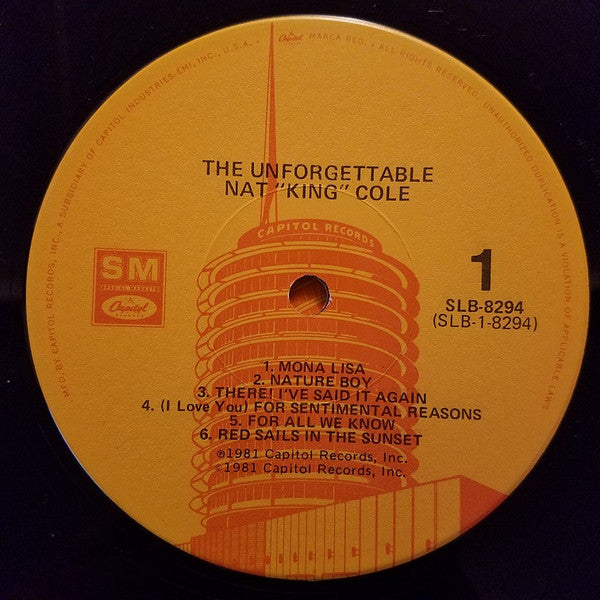 MFD. BY CAPITOL RECORDS, INC., A SUBSIDIARY OF CAPITOL INDUSTRIES-EMI, INC., U.S.A. • Capitol MARCA REG. • ALL RIGHTS RESERVED. UNAUTHORIZED DUPLICATION IS A VIOLATION OF APPLICABLE LAWS
THE UNFORGETTABLE
NAT "KING" COLE
CAPITOL RECORDS
SM
SPECIAL MARKETS
Capitol
1
SLB-8294
(SLB-1-8294)
1. MONA LISA
2. NATURE BOY
3. THERE! I'VE SAID IT AGAIN
4. (I Love You) FOR SENTIMENTAL REASONS
5. FOR ALL WE KNOW
6. RED SAILS IN THE SUNSET
℗1981 Capitol Records, Inc.
©1981 Capitol Records, Inc.